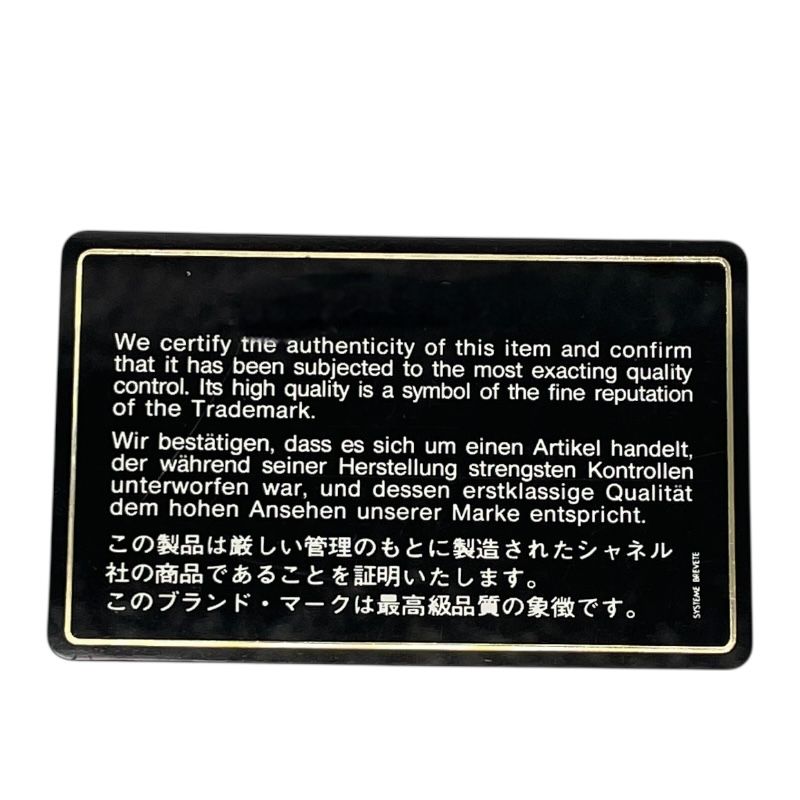 We certify the authenticity of this item and confirm
that it has been subjected to the most exacting quality
control. Its high quality is a symbol of the fine reputation
of the Trademark.
Wir bestätigen, dass es sich um einen Artikel handelt,
der während seiner Herstellung strengsten Kontrollen
unterworfen war, und dessen erstklassige Qualität
dem hohen Ansehen unserer Marke entspricht.
この製品は厳しい管理のもとに製造されたシャネル
社の商品であることを証明いたします。
このブランド・マークは最高級品質の象徴です。
SYSTEME BREVETE